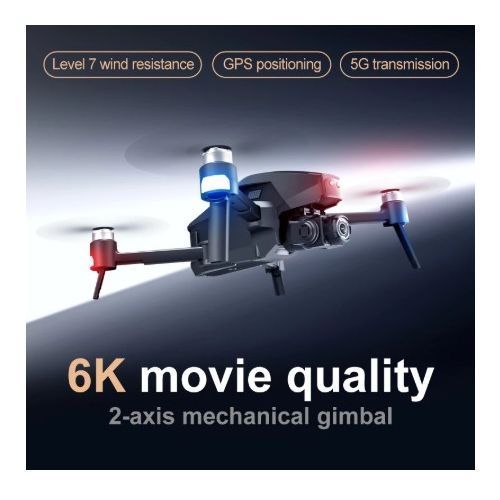 Level 7 wind resistance
GPS positioning
5G transmission
6K movie quality
2-axis mechanical gimbal